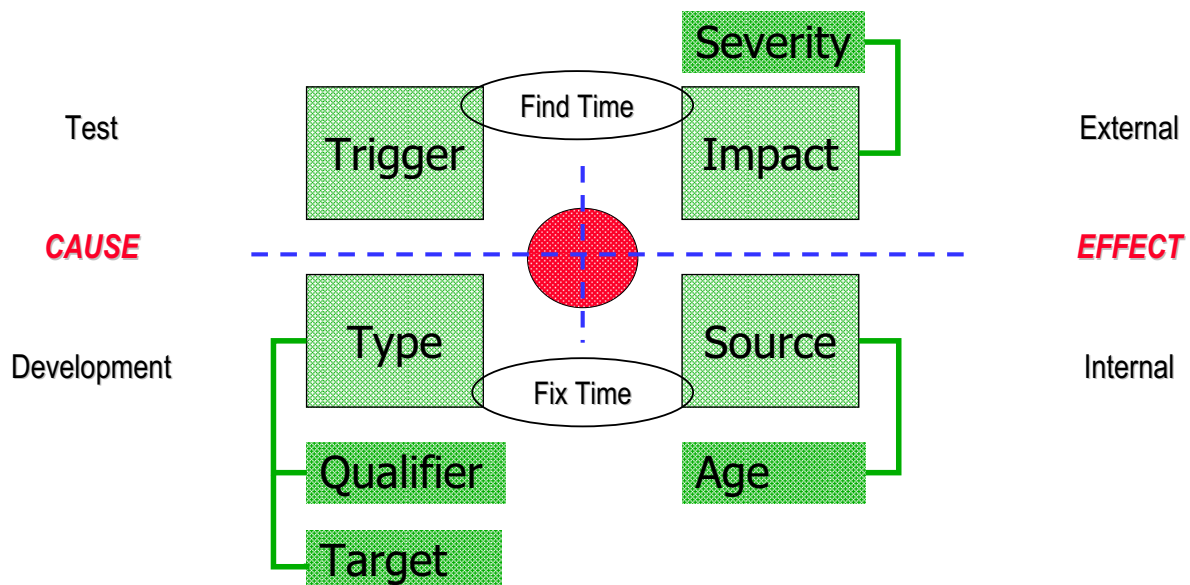 Severity
Find Time
Test
External
Trigger
Impact
CAUSE
EFFECT
Type
Source
Development
Internal
Fix Time
Qualifier
Age
Target